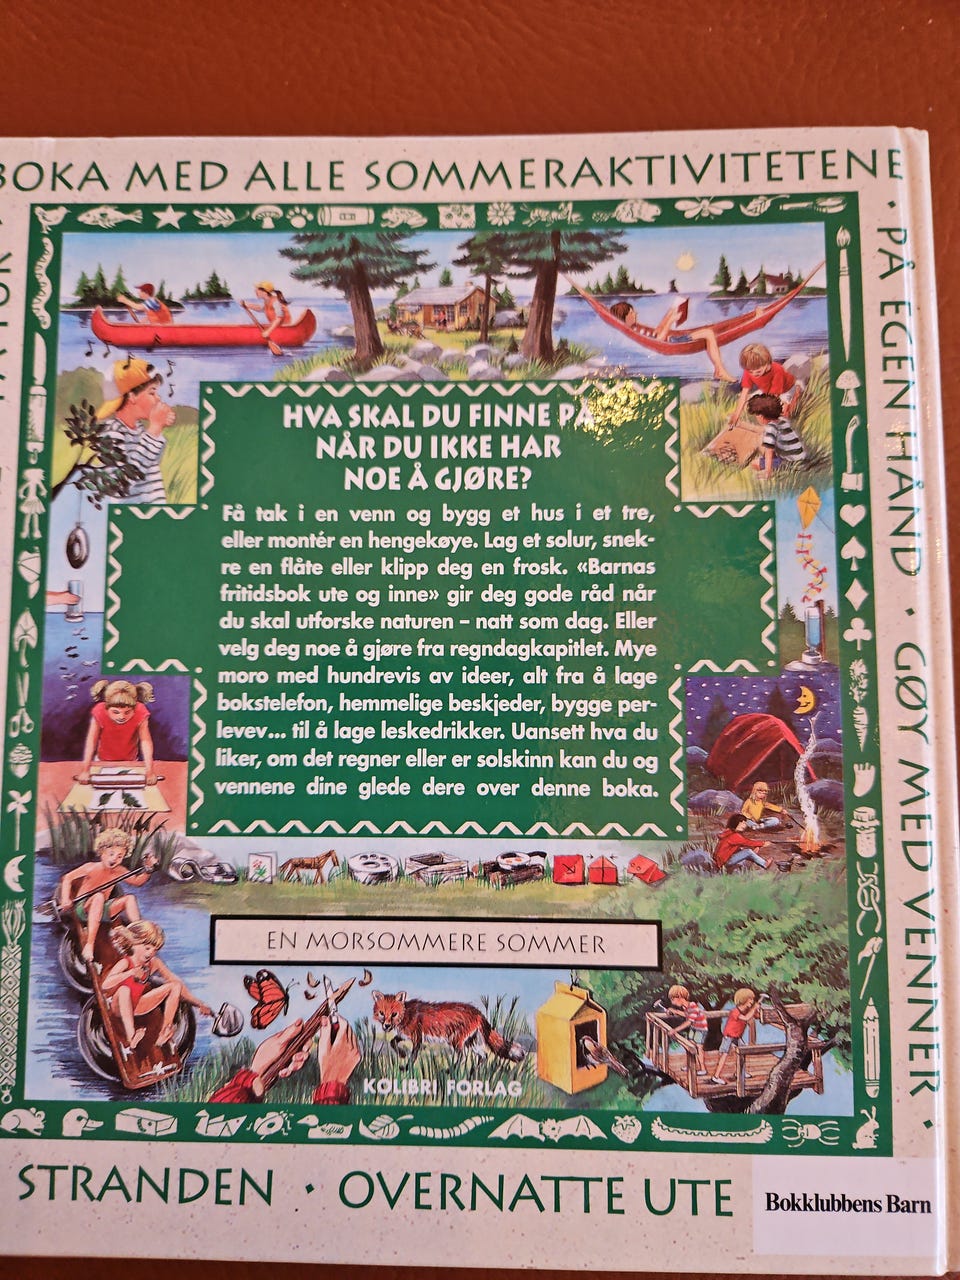 BOKA MED ALLE SOMMERAKTIVITETENE
· PÅ EGEN HÅND · GØY MED VENNER ·
HVA SKAL DU FINNE PÅ
NÅR DU IKKE HAR
NOE Å GJØRE?
Få tak i en venn og bygg et hus i et tre,
eller montér en hengekøye. Lag et solur, snek-
re en flåte eller klipp deg en frosk. «Barnas
fritidsbok ute og inne» gir deg gode råd når
du skal utforske naturen – natt som dag. Eller
velg deg noe å gjøre fra regndagkapitlet. Mye
moro med hundrevis av ideer, alt fra å lage
bokstelefon, hemmelige beskjeder, bygge per-
levev... til å lage leskedrikker. Uansett hva du
liker, om det regner eller er solskinn kan du og
vennene dine glede dere over denne boka.
EN MORSOMMERE SOMMER
KOLIBRI FORLAG
STRANDEN · OVERNATTE UTE
Bokklubbens Barn